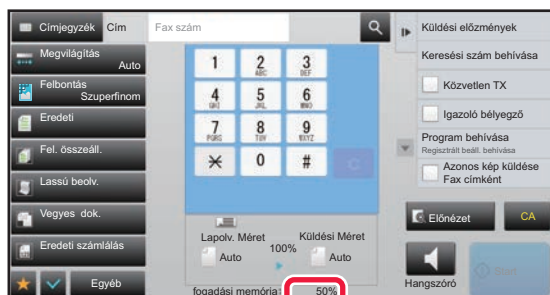 Címjegyzék
Cím
Fax szám
Küldési előzmények
Megvilágítás
Auto
Keresési szám behívása
Felbontás
Szuperfinom
Közvetlen TX
Eredeti
Igazoló bélyegző
Fel. összeáll.
Program behívása
Regisztrált beáll. behívása
Lassú beolv.
Azonos kép küldése
Fax címként
Vegyes dok.
Eredeti számlálás
Egyéb
1
2
ABC
3
DEF
4
GHI
5
JKL
6
MNO
7
PQRS
8
TUV
9
WXYZ
0
#
C
Lapolv. Méret
Auto
100%
Küldési Méret
Auto
fogadási memória:
50%
Előnézet
CA
Hangszóró
Start